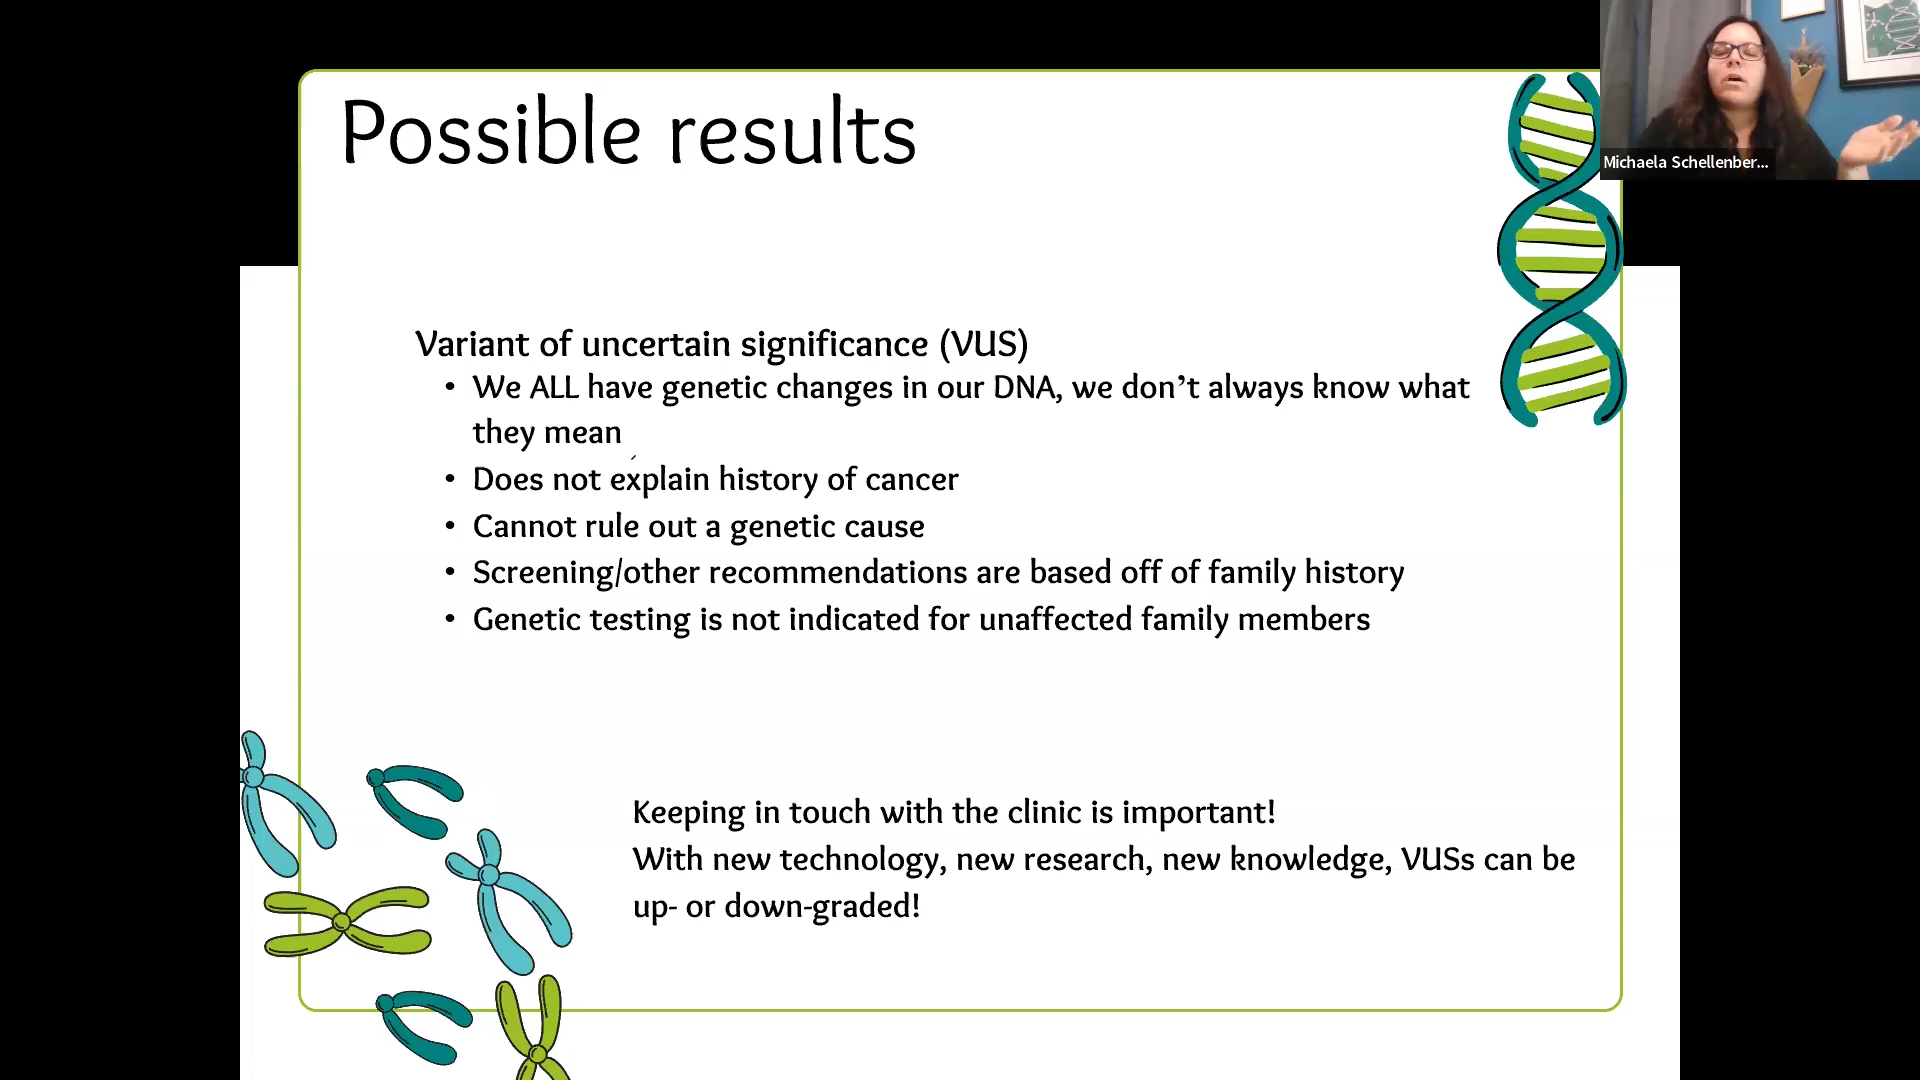 Possible results
Michaela Schellenber...
Variant of uncertain significance (VUS)
• We ALL have genetic changes in our DNA, we don’t always know what
they mean
• Does not explain history of cancer
• Cannot rule out a genetic cause
• Screening/other recommendations are based off of family history
• Genetic testing is not indicated for unaffected family members
Keeping in touch with the clinic is important!
With new technology, new research, new knowledge, VUSs can be
up- or down-graded!